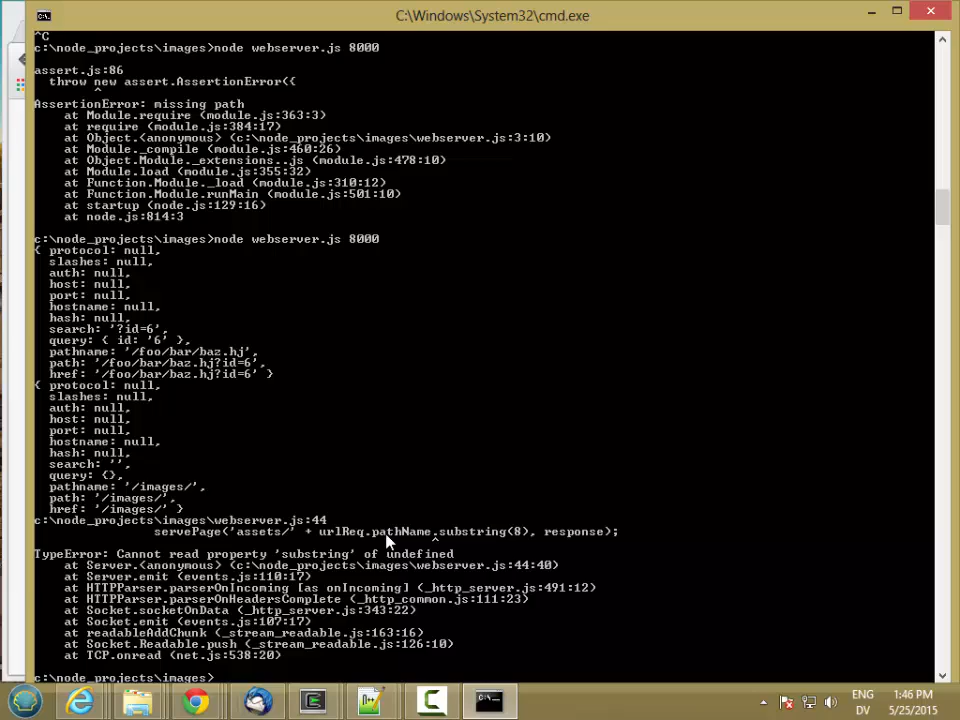 C:\Windows\System32\cmd.exe
^C
c:\node_projects\images>node webserver.js 8000
assert.js:86
throw new assert.AssertionError({
^
AssertionError: missing path
at Module.require (module.js:363:3)
at require (module.js:384:17)
at Object.(anonymous) (c:\node_projects\images\webserver.js:3:10)
at Module._compile (module.js:460:26)
at Object.Module._extensions..js (module.js:478:10)
at Module.load (module.js:355:32)
at Function.Module._load (module.js:310:12)
at Function.Module.runMain (module.js:501:10)
at startup (node.js:129:16)
at node.js:814:3
c:\node_projects\images>node webserver.js 8000
{ protocol: null,
slashes: null,
auth: null,
host: null,
port: null,
hostname: null,
hash: null,
search: '?id=6',
query: { id: '6' },
pathname: '/foo/bar/baz.hj',
path: '/foo/bar/baz.hj?id=6',
href: '/foo/bar/baz.hj?id=6' }
{ protocol: null,
slashes: null,
auth: null,
host: null,
port: null,
hostname: null,
hash: null,
search: '',
query: {},
pathname: '/images/',
path: '/images/',
href: '/images/' }
c:\node_projects\images\webserver.js:44
servePage('assets/' + urlReq.pathName.substring(8), response);
^
TypeError: Cannot read property 'substring' of undefined
at Server.(anonymous) (c:\node_projects\images\webserver.js:44:40)
at Server.emit (events.js:110:17)
at HTTPParser.parserOnIncoming [as onIncoming] (_http_server.js:491:12)
at HTTPParser.parserOnHeadersComplete (_http_common.js:111:23)
at Socket.socketOnData (_http_server.js:343:22)
at Socket.emit (events.js:107:17)
at readableAddChunk (_stream_readable.js:163:16)
at Socket.Readable.push (_stream_readable.js:126:10)
at TCP.onread (net.js:538:20)
c:\node_projects\images>
ENG
DV
1:46 PM
5/25/2015